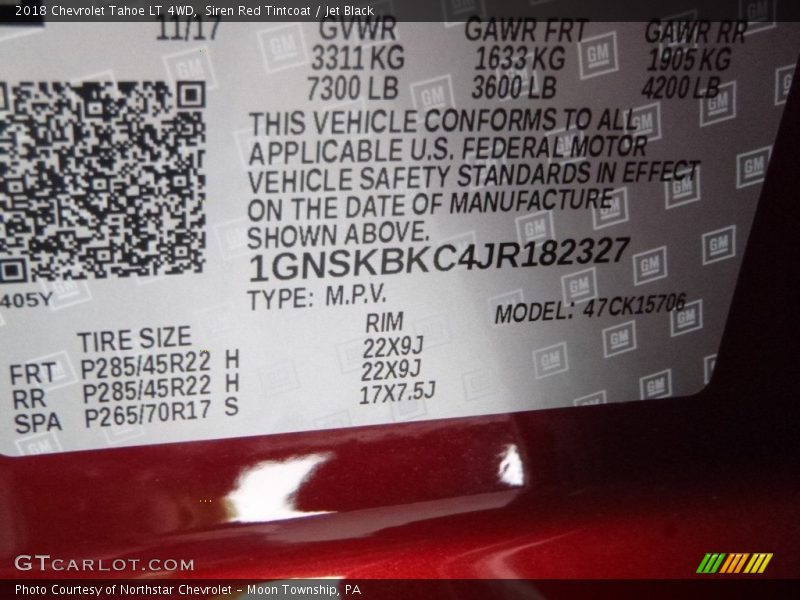 2018 Chevrolet Tahoe LT 4WD, Siren Red Tintcoat / Jet Black
11/17 GVWR GAWR FRT GAWR RR
3311 KG 1633 KG 1905 KG
7300 LB 3600 LB 4200 LB
THIS VEHICLE CONFORMS TO ALL
APPLICABLE U.S. FEDERAL MOTOR
VEHICLE SAFETY STANDARDS IN EFFECT
ON THE DATE OF MANUFACTURE
SHOWN ABOVE.
1GNSKBKC4JR182327
405Y
TYPE: M.P.V. MODEL: 47CK15706
TIRE SIZE RIM
FRT P285/45R22 H 22X9J
RR P285/45R22 H 22X9J
SPA P265/70R17 S 17X7.5J
GTCARLOT.COM
Photo Courtesy of Northstar Chevrolet - Moon Township, PA